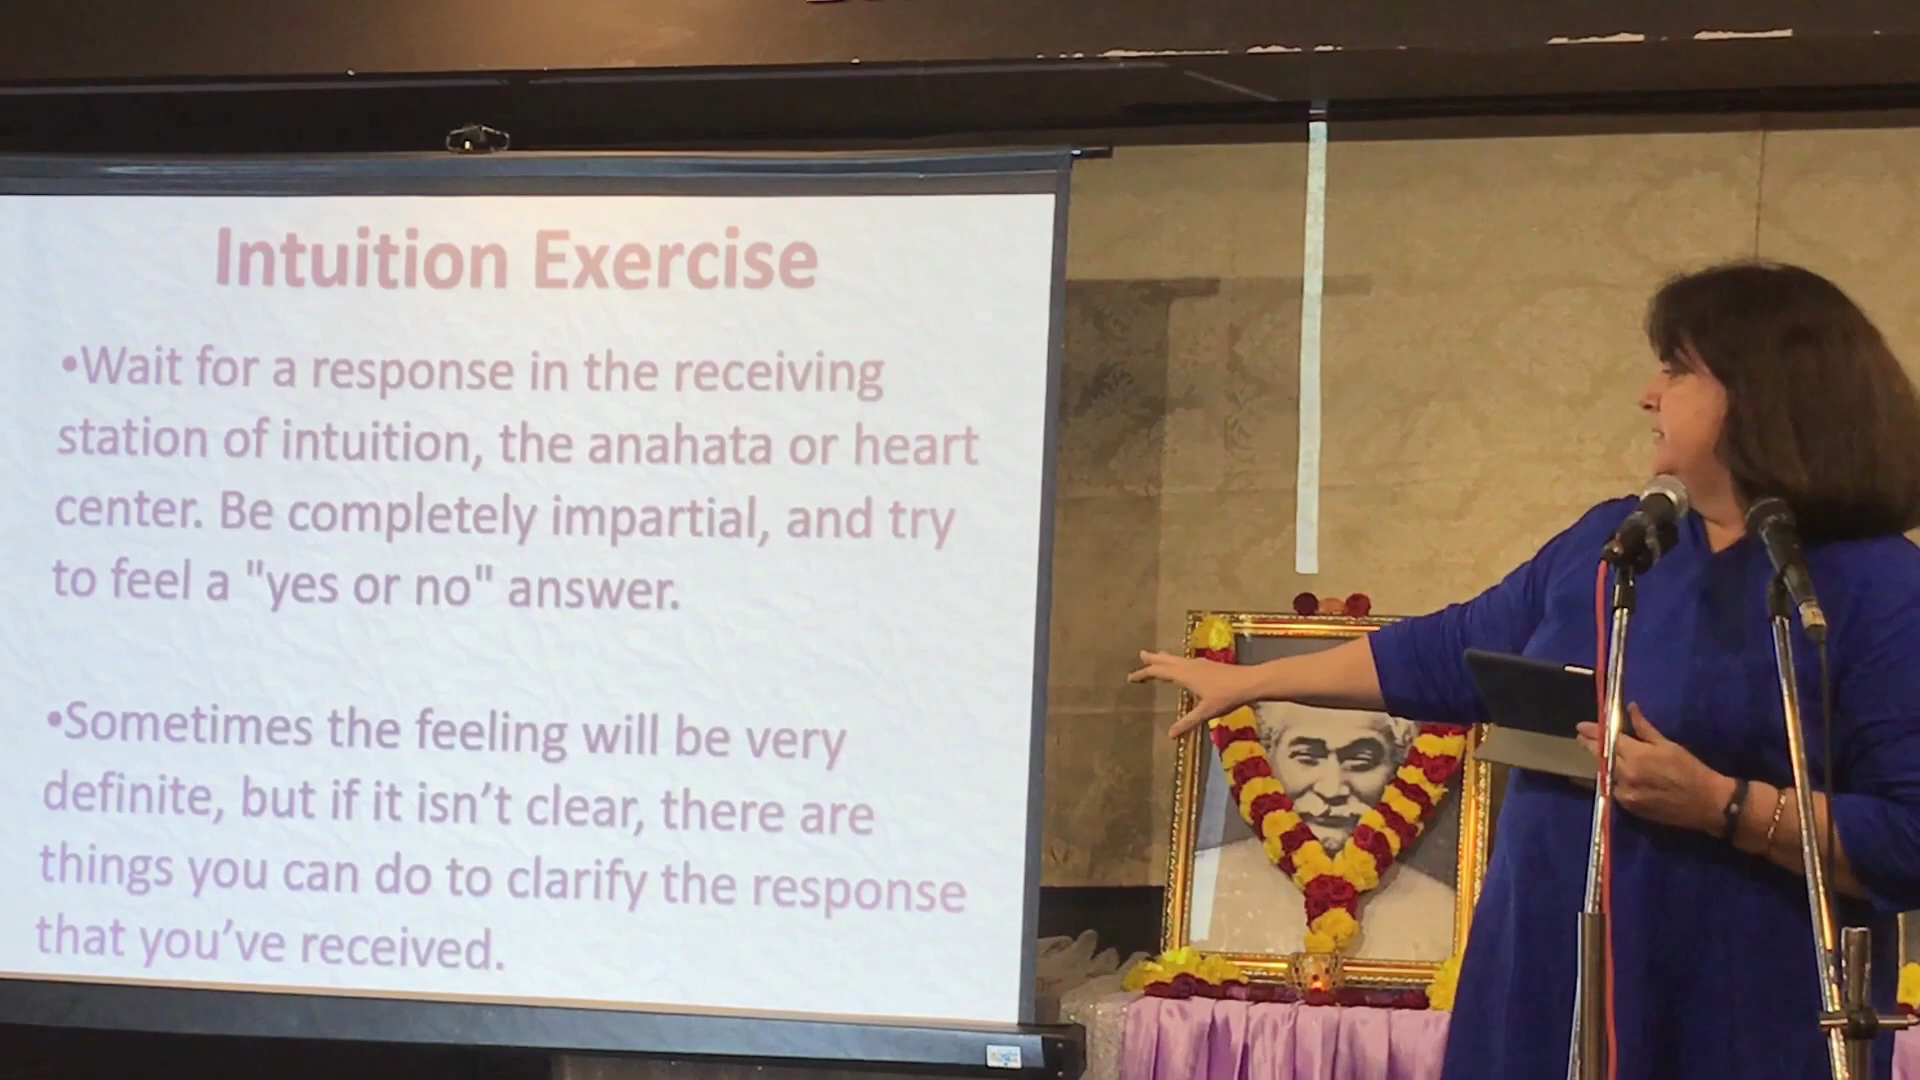 Intuition Exercise
•Wait for a response in the receiving
station of intuition, the anahata or heart
center. Be completely impartial, and try
to feel a "yes or no" answer.
•Sometimes the feeling will be very
definite, but if it isn’t clear, there are
things you can do to clarify the response
that you’ve received.